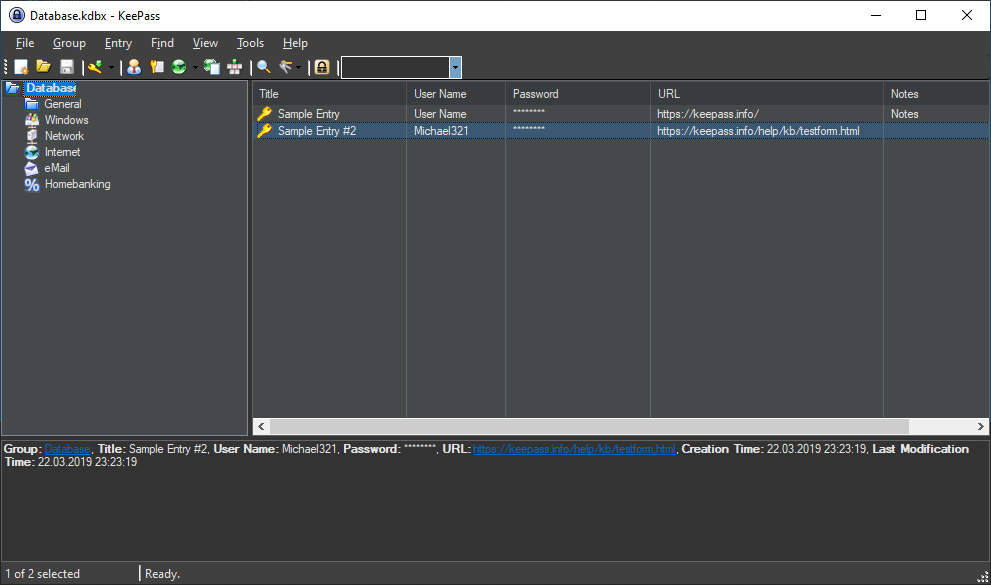 Database.kdbx - KeePass
File Group Entry Find View Tools Help
Database
General
Windows
Network
Internet
eMail
Homebanking
Title User Name Password URL Notes
Sample Entry User Name ******** https://keepass.info/ Notes
Sample Entry #2 Michael321 ******** https://keepass.info/help/kb/testform.html
Group: Database, Title: Sample Entry #2, User Name: Michael321, Password: ********, URL: https://keepass.info/help/kb/testform.html, Creation Time: 22.03.2019 23:23:19, Last Modification
Time: 22.03.2019 23:23:19
1 of 2 selected Ready.